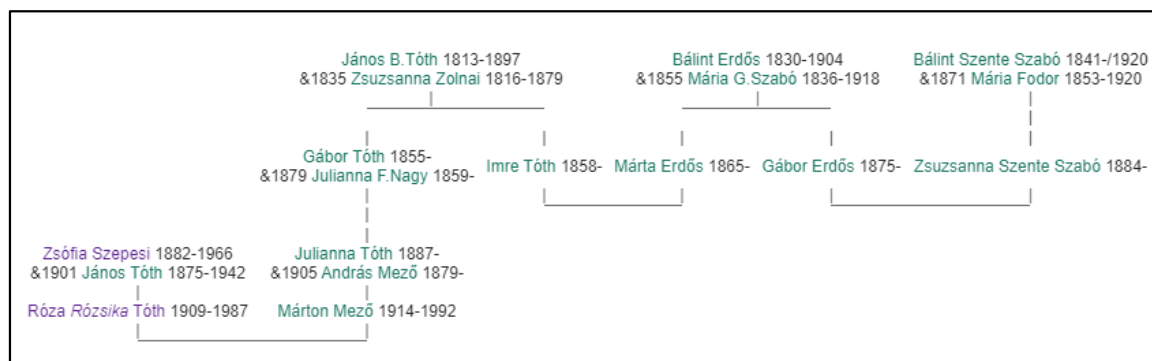 János B.Tóth 1813-1897
&1835 Zsuzsanna Zolnai 1816-1879
Bálint Erdős 1830-1904
&1855 Mária G.Szabó 1836-1918
Bálint Szente Szabó 1841-/1920
&1871 Mária Fodor 1853-1920
Gábor Tóth 1855-
&1879 Julianna F.Nagy 1859-
Imre Tóth 1858-
Márta Erdős 1865-
Gábor Erdős 1875-
Zsuzsanna Szente Szabó 1884-
Zsófia Szepesi 1882-1966
&1901 János Tóth 1875-1942
Julianna Tóth 1887-
&1905 András Mező 1879-
Róza Rózsika Tóth 1909-1987
Márton Mező 1914-1992